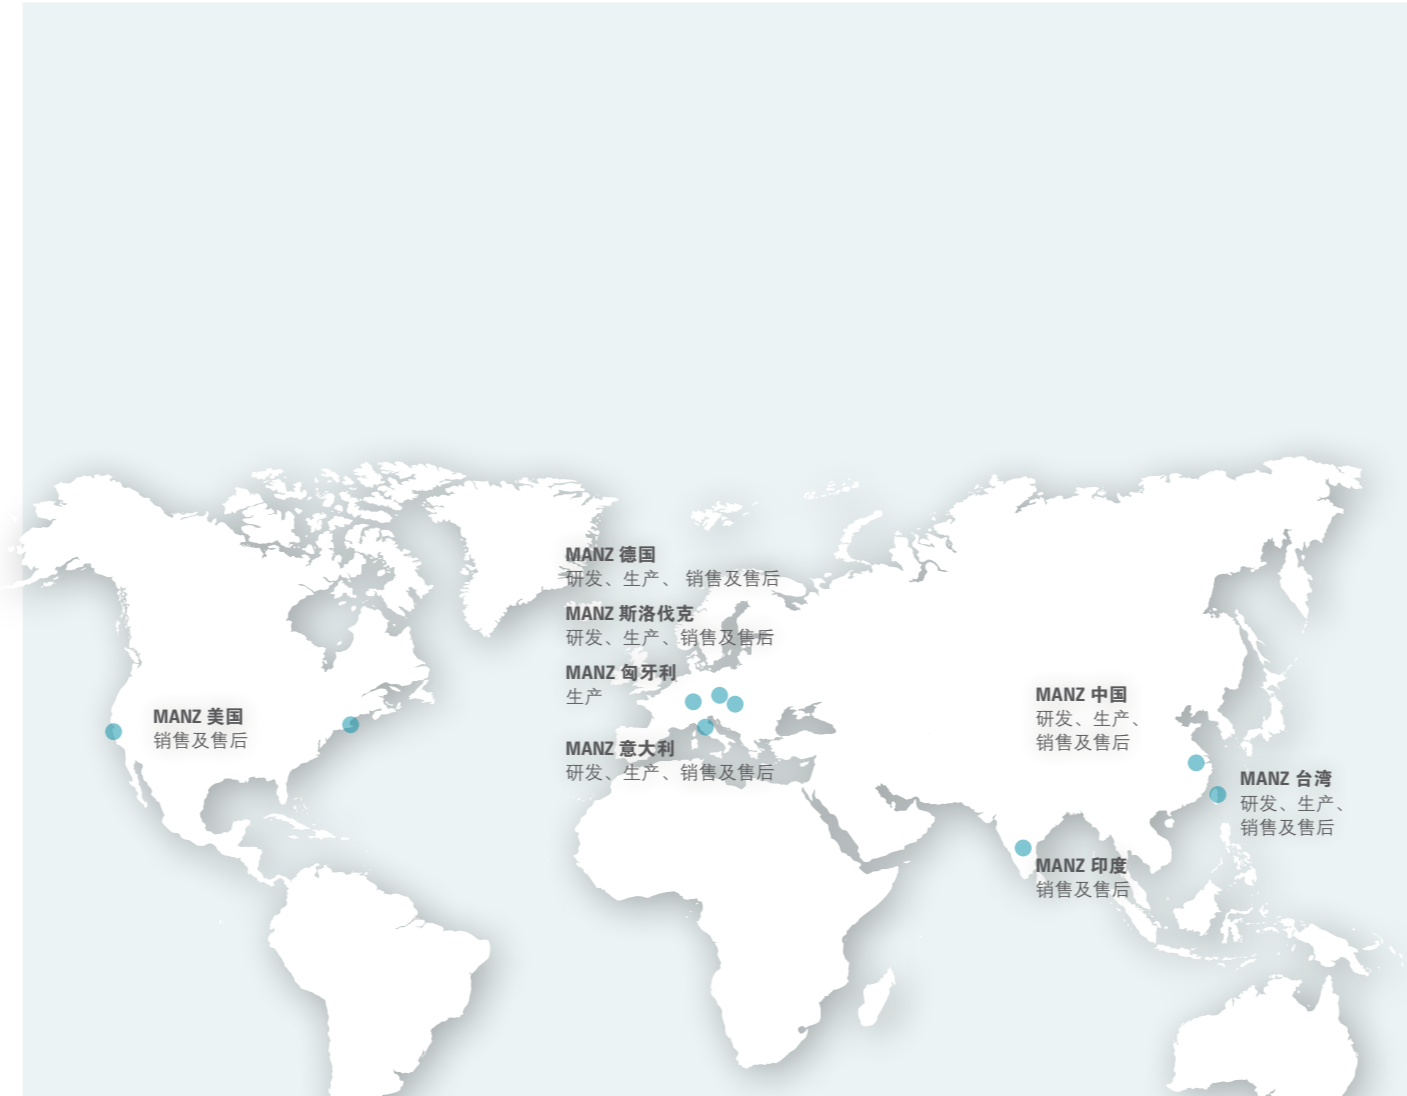 MANZ 德国
研发、生产、 销售及售后
MANZ 斯洛伐克
研发、生产、销售及售后
MANZ 匈牙利
生产
MANZ 意大利
研发、生产、销售及售后
MANZ 美国
销售及售后
MANZ 中国
研发、生产、
销售及售后
MANZ 台湾
研发、生产、
销售及售后
MANZ 印度
销售及售后